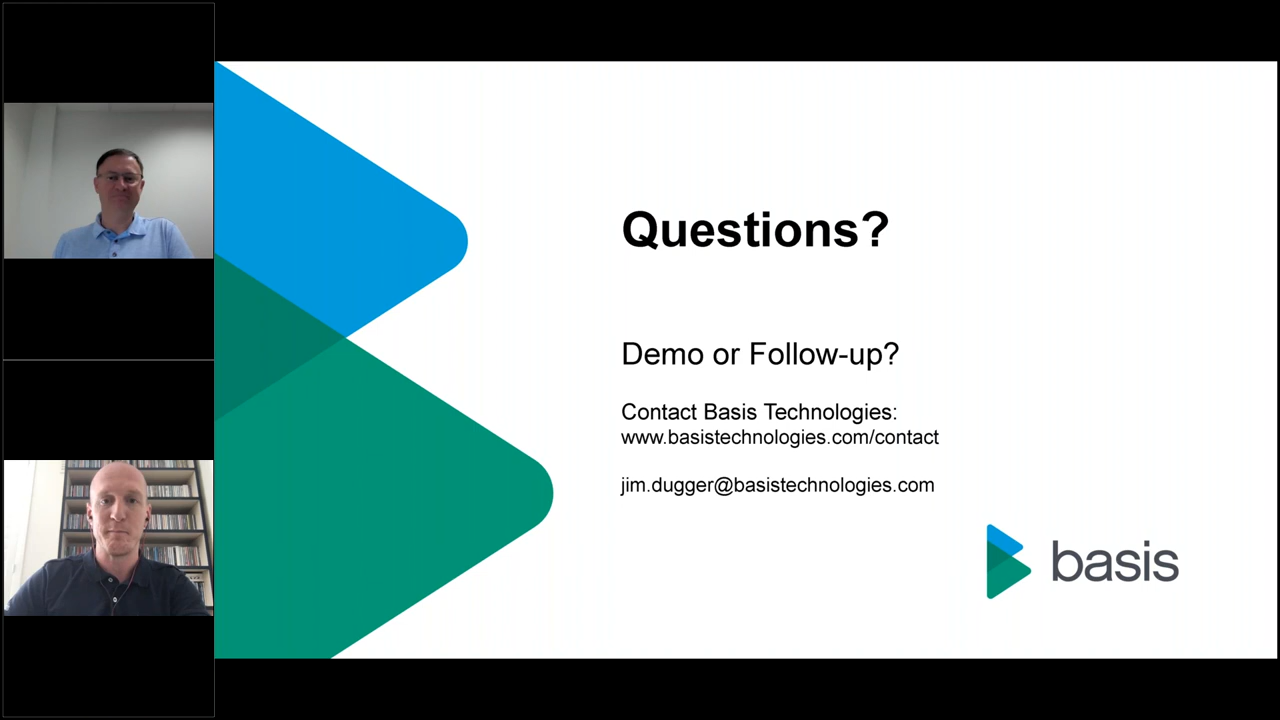 Questions?
Demo or Follow-up?
Contact Basis Technologies:
www.basistechnologies.com/contact
jim.dugger@basistechnologies.com
basis